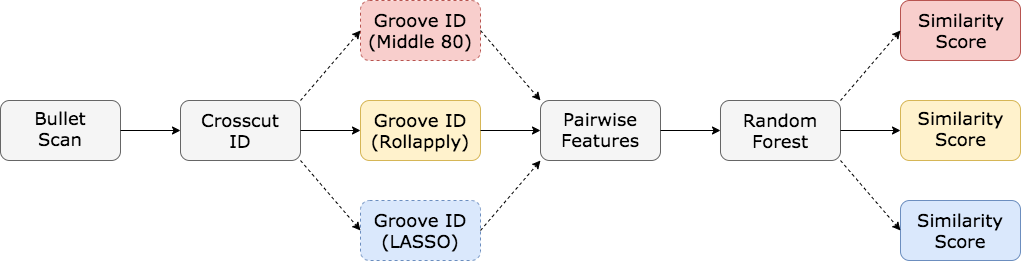 Bullet
Scan
Crosscut
ID
Groove ID
(Middle 80)
Groove ID
(Rollapply)
Groove ID
(LASSO)
Pairwise
Features
Random
Forest
Similarity
Score
Similarity
Score
Similarity
Score